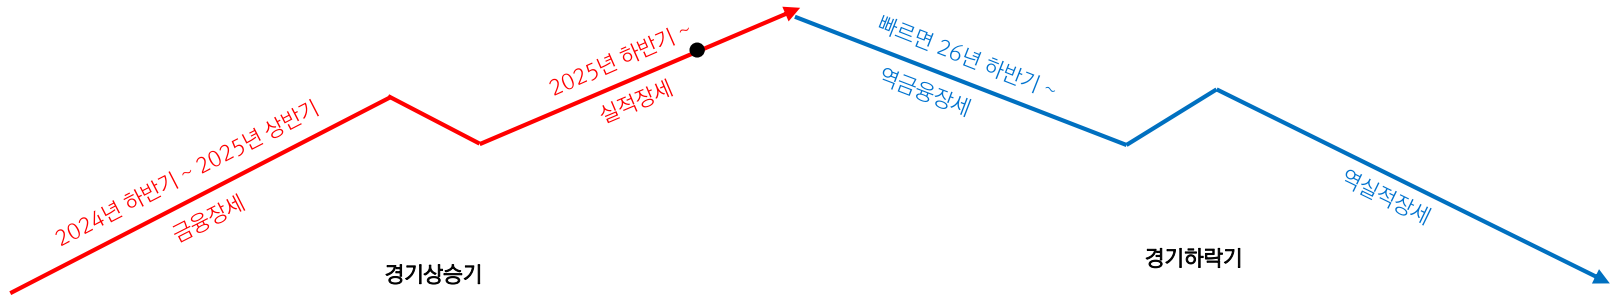 2024년 하반기 ~ 2025년 상반기
금융장세
2025년 하반기 ~
실적장세
경기상승기
빠르면 26년 하반기 ~
역금융장세
역실적장세
경기하락기